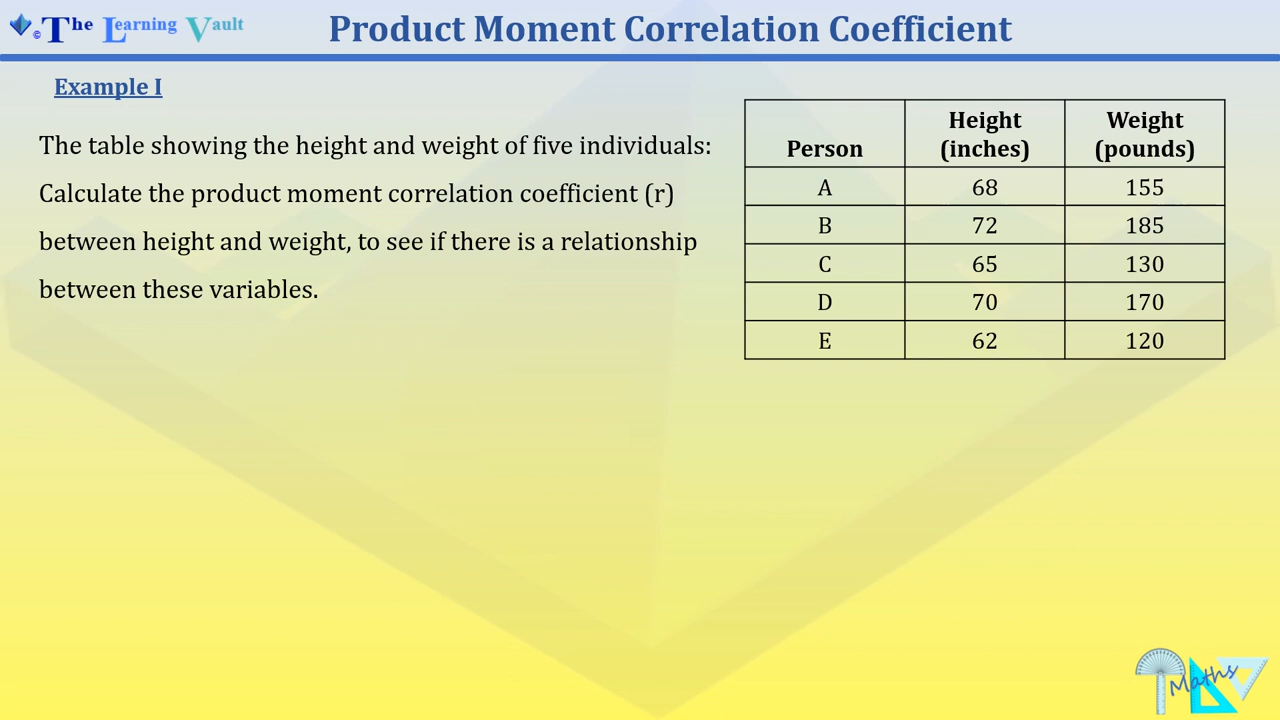 © The Learning Vault
Product Moment Correlation Coefficient
Example I
The table showing the height and weight of five individuals:
Calculate the product moment correlation coefficient (r)
between height and weight, to see if there is a relationship
between these variables.
Person Height (inches) Weight (pounds)
A 68 155
B 72 185
C 65 130
D 70 170
E 62 120
Maths